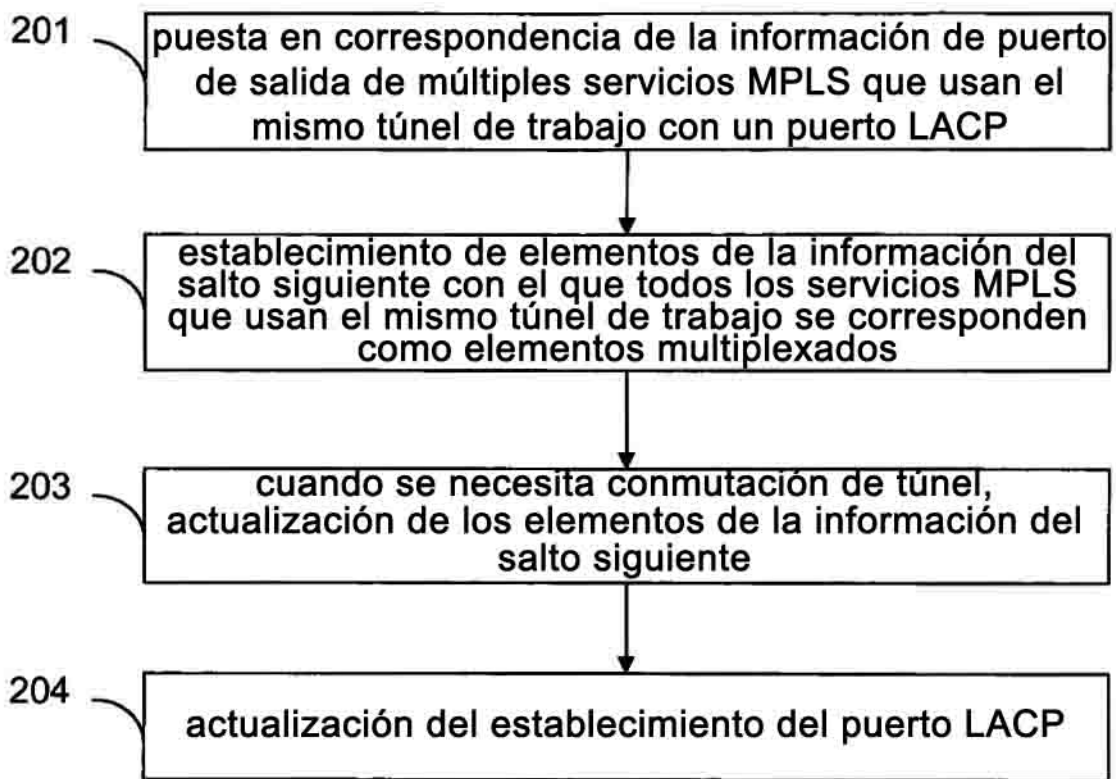 201
puesta en correspondencia de la información de puerto
de salida de múltiples servicios MPLS que usan el
mismo túnel de trabajo con un puerto LACP
202
establecimiento de elementos de la información del
salto siguiente con el que todos los servicios MPLS
que usan el mismo túnel de trabajo se corresponden
como elementos multiplexados
203
cuando se necesita conmutación de túnel,
actualización de los elementos de la información del
salto siguiente
204
actualización del establecimiento del puerto LACP